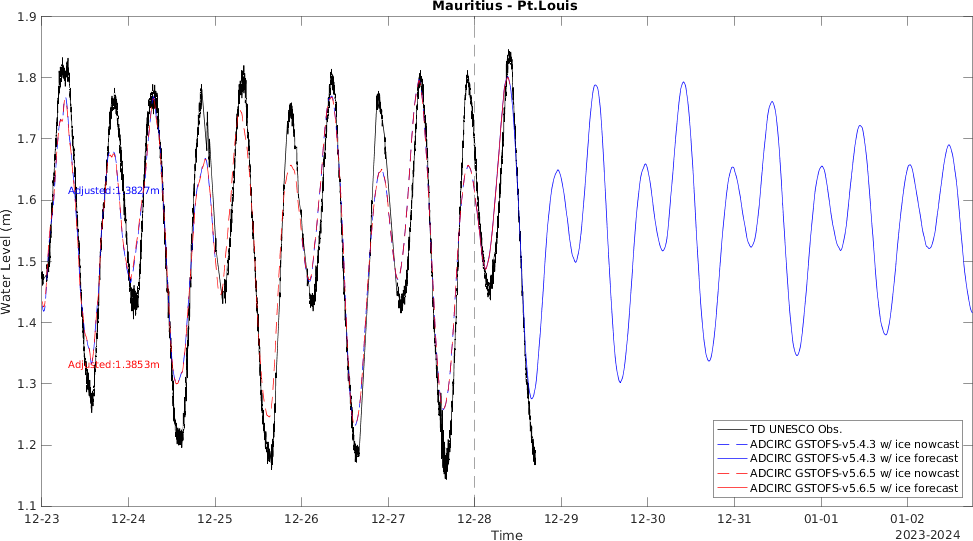 Mauritius - Pt.Louis
Water Level (m)
1.9
1.8
1.7
1.6
1.5
1.4
1.3
1.2
1.1
Adjusted:1.3827m
Adjusted:1.3853m
TD UNESCO Obs.
ADCIRC GSTOFS-v5.4.3 w/ ice nowcast
ADCIRC GSTOFS-v5.4.3 w/ ice forecast
ADCIRC GSTOFS-v5.6.5 w/ ice nowcast
ADCIRC GSTOFS-v5.6.5 w/ ice forecast
12-23 12-24 12-25 12-26 12-27 12-28 12-29 12-30 12-31 01-01 01-02
Time
2023-2024